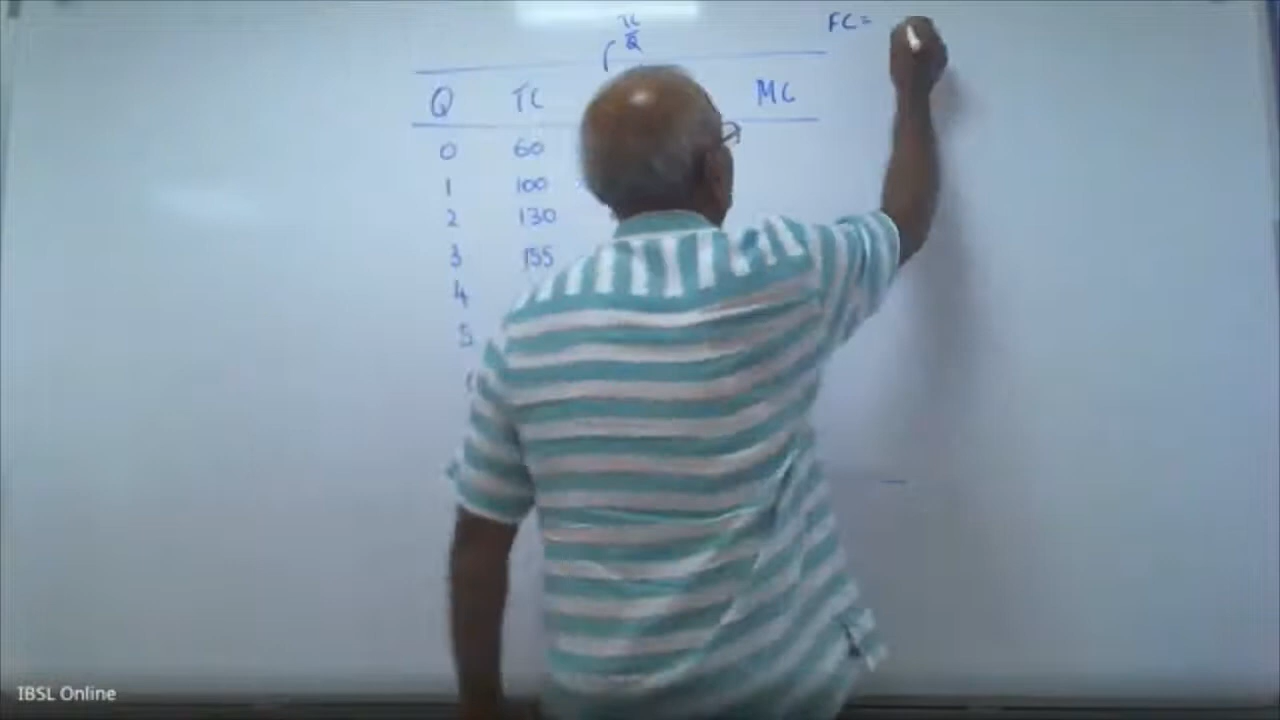 TC
Q
FC =
Q TC MC
0 60
1 100
2 130
3 155
4
5
IBSL Online